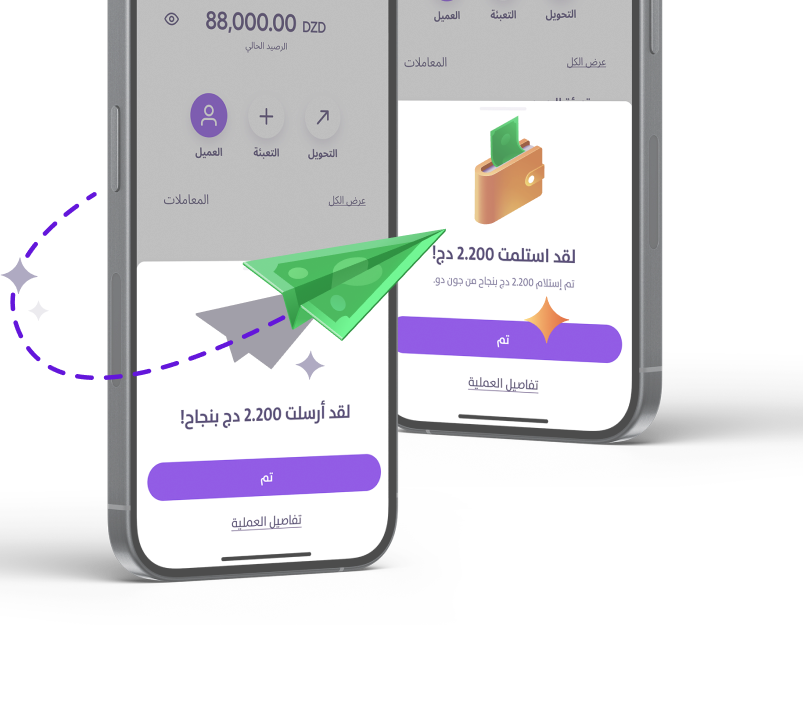 88,000.00 DZD
الرصيد الحالي
العميل
التعبئة
التحويل
المعاملات
عرض الكل
لقد أرسلت 2.200 دج بنجاح!
تم
تفاصيل العملية
العميل
التعبئة
التحويل
المعاملات
عرض الكل
لقد استلمت 2.200 دج!
تم إستلام 2.200 دج بنجاح من جون دو.
تم
تفاصيل العملية